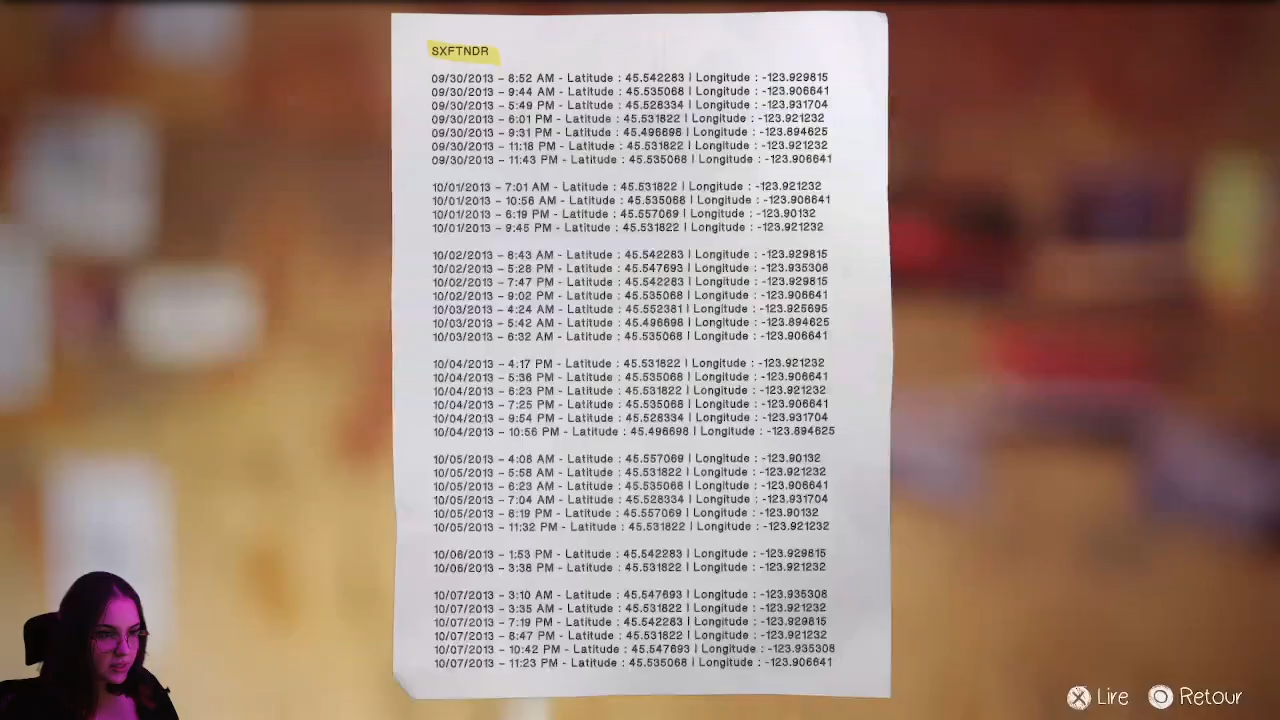 SXFTNDR
09/30/2013 - 8:52 AM - Latitude : 45.542283 | Longitude : -123.929815
09/30/2013 - 9:44 AM - Latitude : 45.535068 | Longitude : -123.906641
09/30/2013 - 5:49 PM - Latitude : 45.528334 | Longitude : -123.931704
09/30/2013 - 6:01 PM - Latitude : 45.531822 | Longitude : -123.921232
09/30/2013 - 9:31 PM - Latitude : 45.496698 | Longitude : -123.894625
09/30/2013 - 11:18 PM - Latitude : 45.531822 | Longitude : -123.921232
09/30/2013 - 11:43 PM - Latitude : 45.535068 | Longitude : -123.906641
10/01/2013 - 7:01 AM - Latitude : 45.531822 | Longitude : -123.921232
10/01/2013 - 10:56 AM - Latitude : 45.535068 | Longitude : -123.906641
10/01/2013 - 6:19 PM - Latitude : 45.557069 | Longitude : -123.90132
10/01/2013 - 9:45 PM - Latitude : 45.531822 | Longitude : -123.921232
10/02/2013 - 8:43 AM - Latitude : 45.542283 | Longitude : -123.929815
10/02/2013 - 5:28 PM - Latitude : 45.547693 | Longitude : -123.935308
10/02/2013 - 7:47 PM - Latitude : 45.542283 | Longitude : -123.929815
10/02/2013 - 9:02 PM - Latitude : 45.535068 | Longitude : -123.906641
10/03/2013 - 4:24 AM - Latitude : 45.552381 | Longitude : -123.925695
10/03/2013 - 5:42 AM - Latitude : 45.496698 | Longitude : -123.894625
10/03/2013 - 6:32 AM - Latitude : 45.535068 | Longitude : -123.906641
10/04/2013 - 4:17 PM - Latitude : 45.531822 | Longitude : -123.921232
10/04/2013 - 5:36 PM - Latitude : 45.535068 | Longitude : -123.906641
10/04/2013 - 6:23 PM - Latitude : 45.531822 | Longitude : -123.921232
10/04/2013 - 7:25 PM - Latitude : 45.535068 | Longitude : -123.906641
10/04/2013 - 9:54 PM - Latitude : 45.528334 | Longitude : -123.931704
10/04/2013 - 10:56 PM - Latitude : 45.496698 | Longitude : -123.894625
10/05/2013 - 4:08 AM - Latitude : 45.557069 | Longitude : -123.90132
10/05/2013 - 5:58 AM - Latitude : 45.531822 | Longitude : -123.921232
10/05/2013 - 6:23 AM - Latitude : 45.535068 | Longitude : -123.906641
10/05/2013 - 7:04 AM - Latitude : 45.528334 | Longitude : -123.931704
10/05/2013 - 8:19 PM - Latitude : 45.557069 | Longitude : -123.90132
10/05/2013 - 11:32 PM - Latitude : 45.531822 | Longitude : -123.921232
10/06/2013 - 1:53 PM - Latitude : 45.542283 | Longitude : -123.929815
10/06/2013 - 3:38 PM - Latitude : 45.531822 | Longitude : -123.921232
10/07/2013 - 3:10 AM - Latitude : 45.547693 | Longitude : -123.935308
10/07/2013 - 3:35 AM - Latitude : 45.531822 | Longitude : -123.921232
10/07/2013 - 7:19 PM - Latitude : 45.542283 | Longitude : -123.929815
10/07/2013 - 8:47 PM - Latitude : 45.531822 | Longitude : -123.921232
10/07/2013 - 10:42 PM - Latitude : 45.547693 | Longitude : -123.935308
10/07/2013 - 11:23 PM - Latitude : 45.535068 | Longitude : -123.906641
Lire Retour